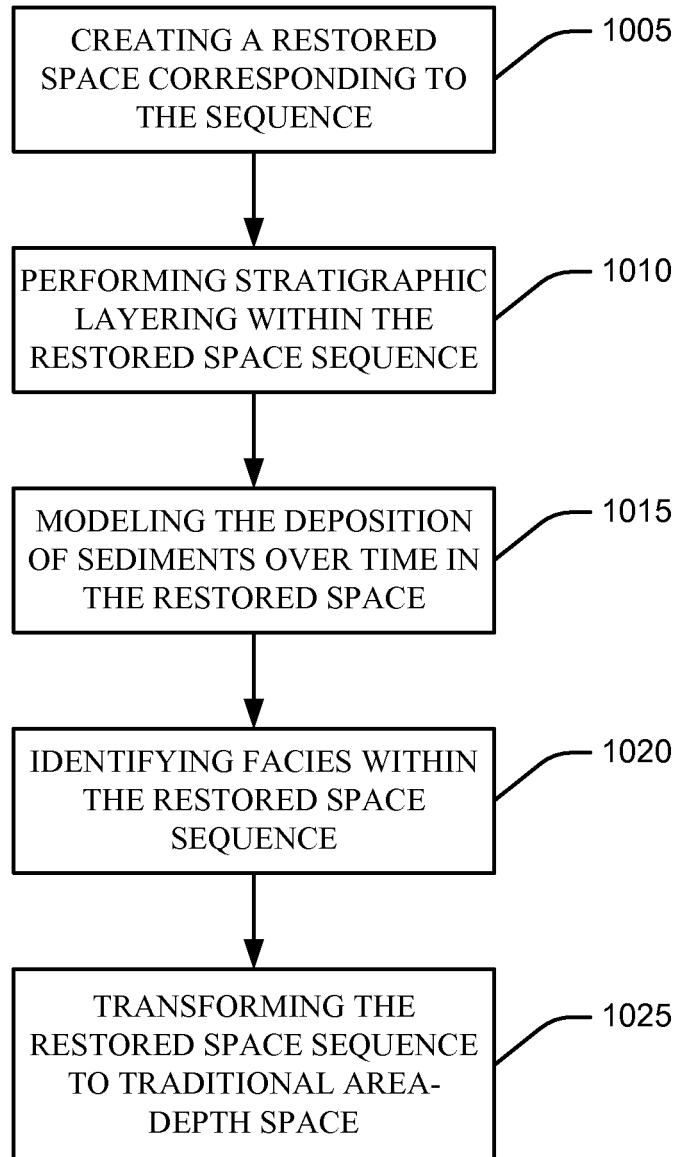 CREATING A RESTORED
SPACE CORRESPONDING TO
THE SEQUENCE
1005
PERFORMING STRATIGRAPHIC
LAYERING WITHIN THE
RESTORED SPACE SEQUENCE
1010
MODELING THE DEPOSITION
OF SEDIMENTS OVER TIME IN
THE RESTORED SPACE
1015
IDENTIFYING FACIES WITHIN
THE RESTORED SPACE
SEQUENCE
1020
TRANSFORMING THE
RESTORED SPACE SEQUENCE
TO TRADITIONAL AREA-
DEPTH SPACE
1025